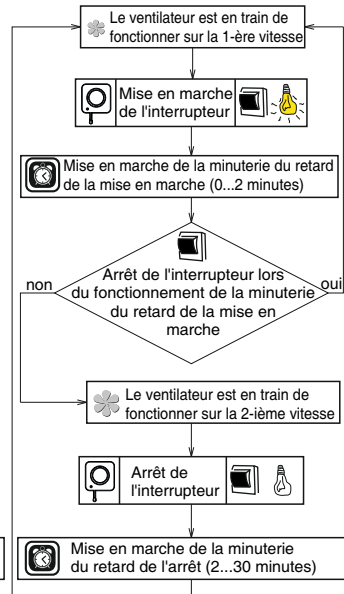 Le ventilateur est en train de
fonctionner sur la 1-ère vitesse
Mise en marche
de l'interrupteur
Mise en marche de la minuterie du retard
de la mise en marche (0...2 minutes)
Arrêt de l'interrupteur lors
du fonctionnement de la minuterie
du retard de la mise en
marche
non
oui
Le ventilateur est en train de
fonctionner sur la 2-ième vitesse
Arrêt de
l'interrupteur
Mise en marche de la minuterie
du retard de l'arrêt (2...30 minutes)